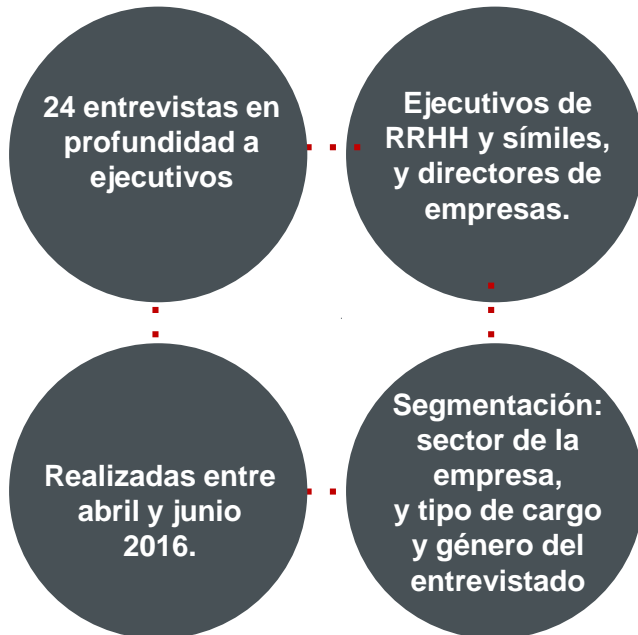 24 entrevistas en
profundidad a
ejecutivos
Ejecutivos de
RRHH y símiles,
y directores de
empresas.
Realizadas entre
abril y junio
2016.
Segmentación:
sector de la
empresa,
y tipo de cargo
y género del
entrevistado